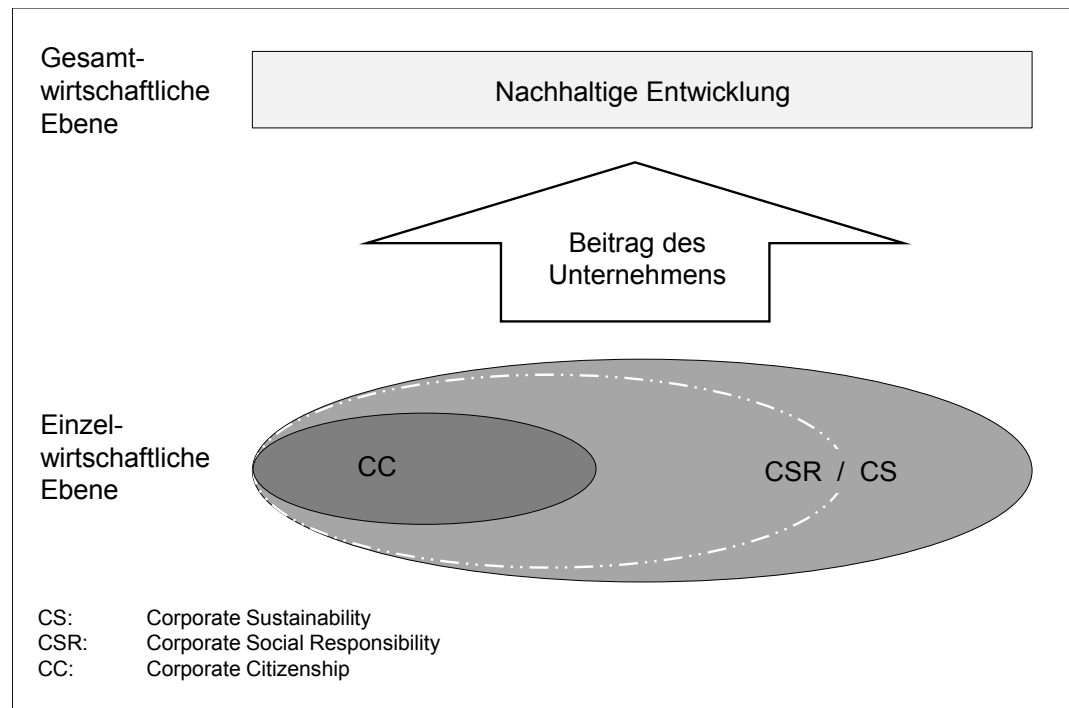 Gesamt-
wirtschaftliche
Ebene
Nachhaltige Entwicklung
Beitrag des
Unternehmens
Einzel-
wirtschaftliche
Ebene
CC
CSR / CS
CS: Corporate Sustainability
CSR: Corporate Social Responsibility
CC: Corporate Citizenship